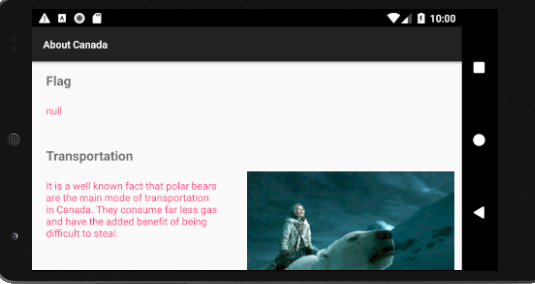 10:00
About Canada
Flag
null
Transportation
It is a well known fact that polar bears
are the main mode of transportation
in Canada. They consume far less gas
and have the added benefit of being
difficult to steal.